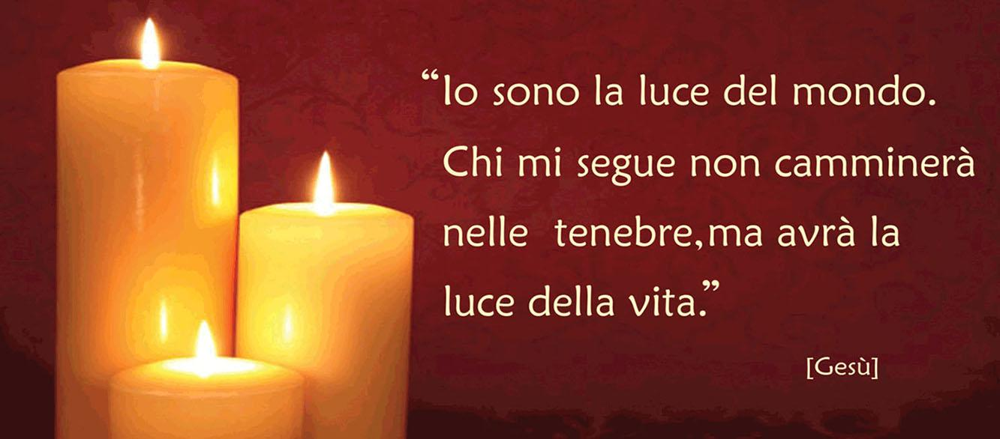 “Io sono la luce del mondo.
Chi mi segue non camminerà
nelle tenebre,ma avrà la
luce della vita.”
[Gesù]